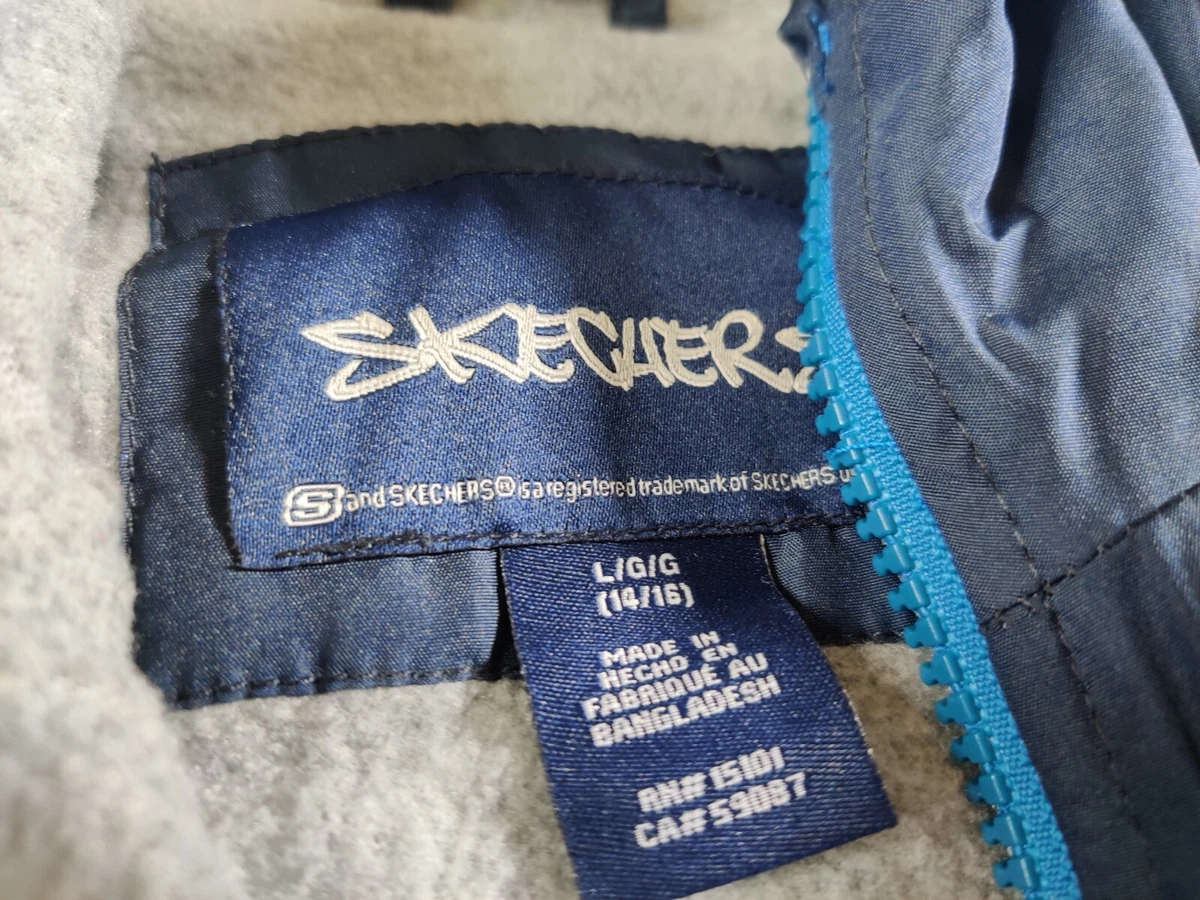 SKECHERS
S and SKECHERS® is a registered trademark of SKECHERS U
L/G/G
(14/16)
MADE IN
HECHO EN
FABRIQUÉ AU
BANGLADESH
RN# 15101
CA# 59087